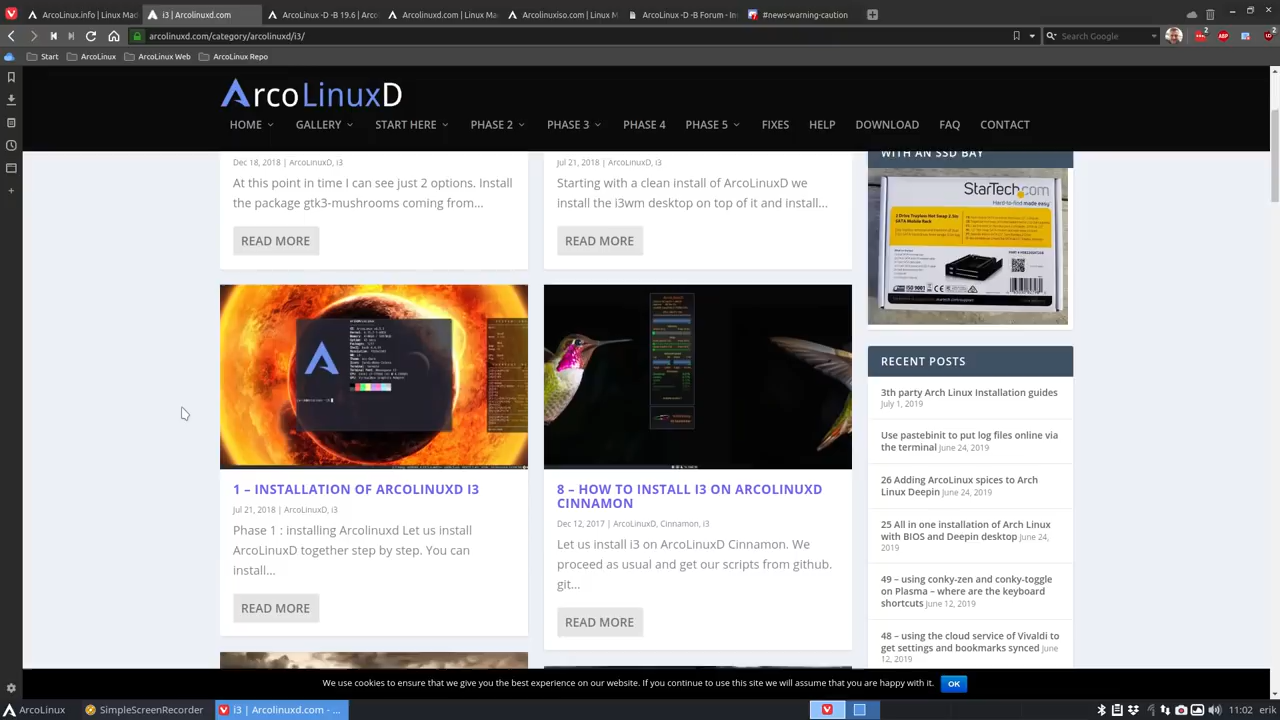 ArcoLinux.info | Linux Mad
i3 | Arcolinuxd.com
ArcoLinux -D -B 19.6 | Arc
Arcolinuxd.com | Linux Ma
Arcolinuxiso.com | Linux M
ArcoLinux -D -B Forum - In
#news-warning-caution
arcolinuxd.com/category/arcolinuxd/i3/
Search Google
Start
ArcoLinux
ArcoLinux Web
ArcoLinux Repo
ArcoLinuxD
HOME
GALLERY
START HERE
PHASE 2
PHASE 3
PHASE 4
PHASE 5
FIXES
HELP
DOWNLOAD
FAQ
CONTACT
Dec 18, 2018 | ArcoLinuxD, i3
At this point in time I can see just 2 options. Install
the package gtk3-mushrooms coming from...
READ MORE
Jul 21, 2018 | ArcoLinuxD, i3
Starting with a clean install of ArcoLinuxD we
install the i3wm desktop on top of it and install...
READ MORE
1 – INSTALLATION OF ARCOLINUXD I3
Jul 21, 2018 | ArcoLinuxD, i3
Phase 1 : installing Arcolinuxd Let us install
ArcoLinuxD together step by step. You can
install...
READ MORE
8 – HOW TO INSTALL I3 ON ARCOLINUXD
CINNAMON
Dec 12, 2017 | ArcoLinuxD, Cinnamon, i3
Let us install i3 on ArcoLinuxD Cinnamon. We
proceed as usual and get our scripts from github.
git...
READ MORE
WITH AN SSD BAY
StarTech.com
Hard-to-find made easy
RECENT POSTS
3th party Arch Linux Installation guides
July 1, 2019
Use pastebinit to put log files online via
the terminal June 24, 2019
26 Adding ArcoLinux spices to Arch
Linux Deepin June 24, 2019
25 All in one installation of Arch Linux
with BIOS and Deepin desktop June 24,
2019
49 – using conky-zen and conky-toggle
on Plasma – where are the keyboard
shortcuts June 12, 2019
48 – using the cloud service of Vivaldi to
get settings and bookmarks synced June
12, 2019
We use cookies to ensure that we give you the best experience on our website. If you continue to use this site we will assume that you are happy with it.
OK
ArcoLinux
SimpleScreenRecorder
i3 | Arcolinuxd.com - ...
11:02
erik